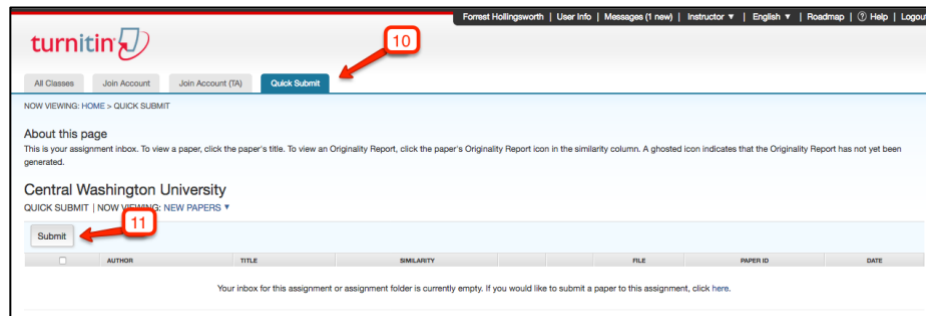 Forrest Hollingsworth | User Info | Messages (1 new) | Instructor ▼ | English ▼ | Roadmap | ? Help | Logout
turnitin
10
All Classes Join Account Join Account (TA) Quick Submit
NOW VIEWING: HOME > QUICK SUBMIT
About this page
This is your assignment inbox. To view a paper, click the paper's title. To view an Originality Report, click the paper's Originality Report icon in the similarity column. A ghosted icon indicates that the Originality Report has not yet been
generated.
Central Washington University
QUICK SUBMIT | NOW VIEWING: NEW PAPERS ▼
11
Submit
AUTHOR TITLE SIMILARITY FILE PAPER ID DATE
Your inbox for this assignment or assignment folder is currently empty. If you would like to submit a paper to this assignment, click here.